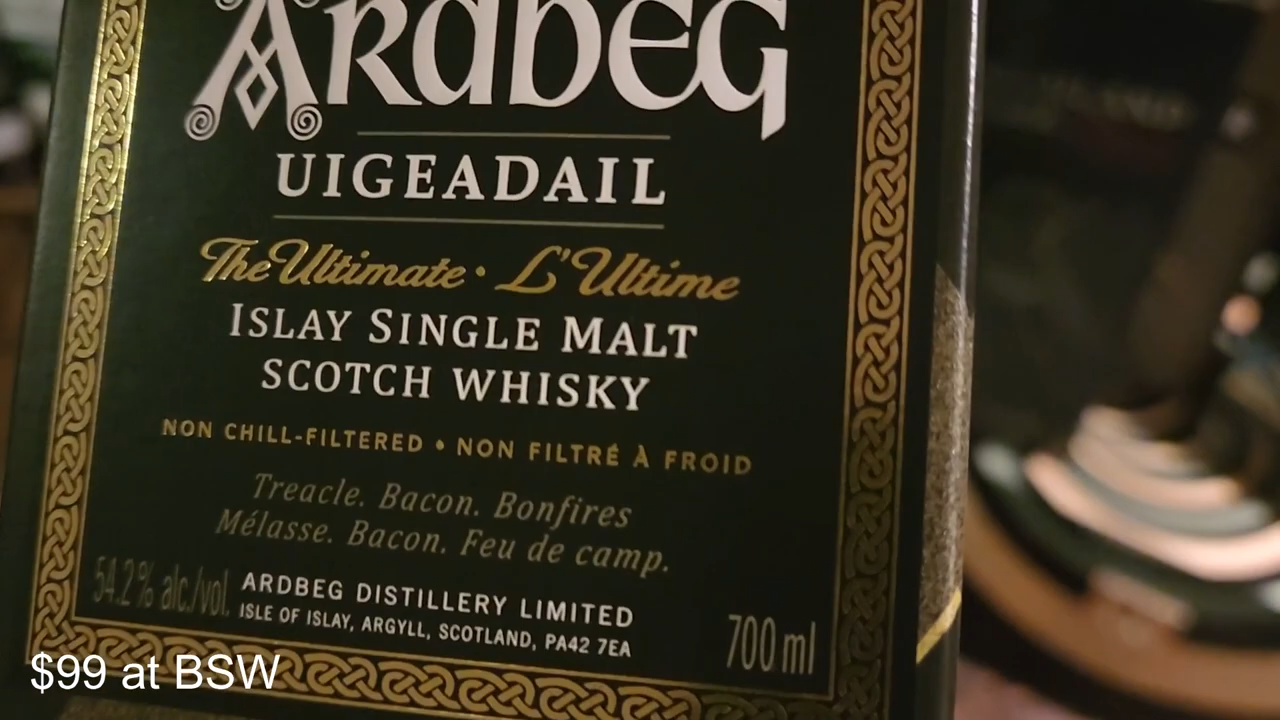 ARDBEG
UIGEADAIL
The Ultimate · L'Ultime
ISLAY SINGLE MALT
SCOTCH WHISKY
NON CHILL-FILTERED • NON FILTRÉ À FROID
Treacle. Bacon. Bonfires
Mélasse. Bacon. Feu de camp.
54.2% alc./vol.
ARDBEG DISTILLERY LIMITED
ISLE OF ISLAY, ARGYLL, SCOTLAND, PA42 7EA
700 ml
$99 at BSW